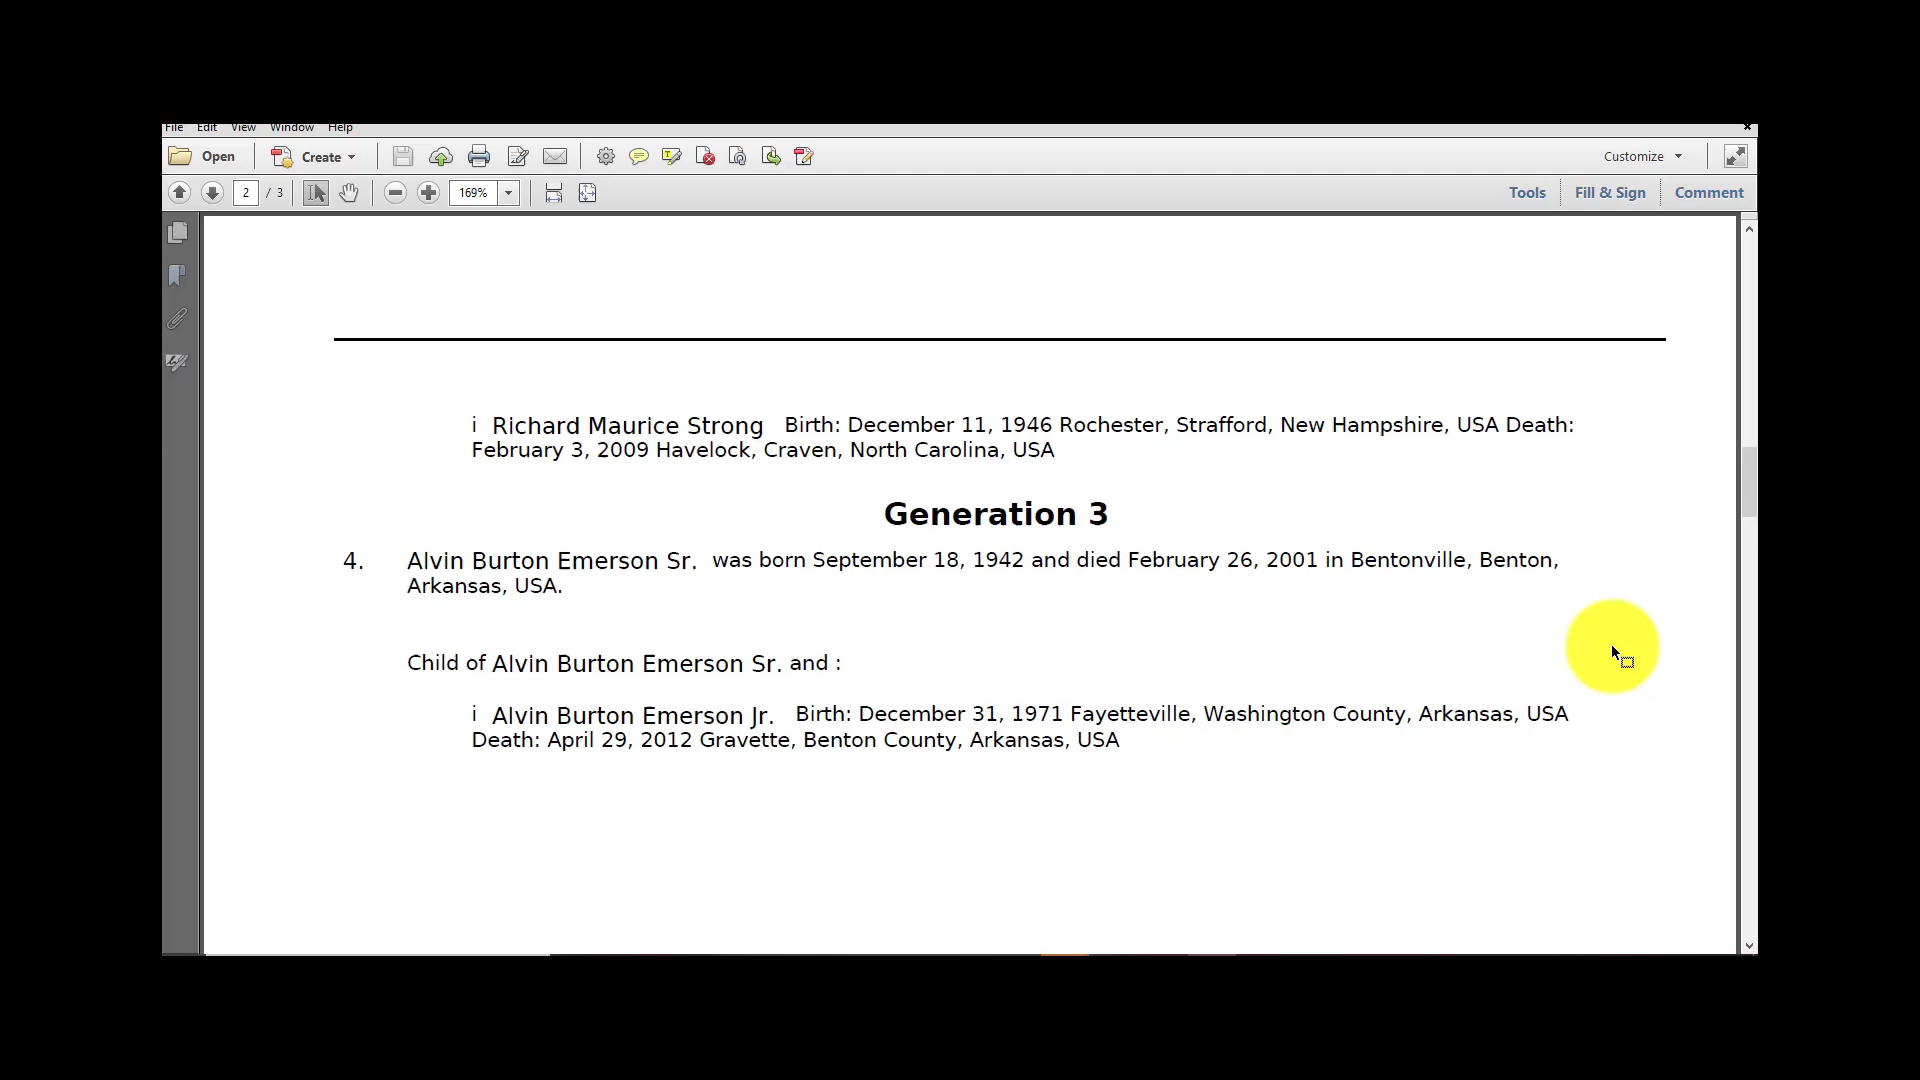 File Edit View Window Help
Open Create Customize
2 / 3 169% Tools Fill & Sign Comment
i Richard Maurice Strong Birth: December 11, 1946 Rochester, Strafford, New Hampshire, USA Death:
February 3, 2009 Havelock, Craven, North Carolina, USA
Generation 3
4. Alvin Burton Emerson Sr. was born September 18, 1942 and died February 26, 2001 in Bentonville, Benton,
Arkansas, USA.
Child of Alvin Burton Emerson Sr. and :
i Alvin Burton Emerson Jr. Birth: December 31, 1971 Fayetteville, Washington County, Arkansas, USA
Death: April 29, 2012 Gravette, Benton County, Arkansas, USA